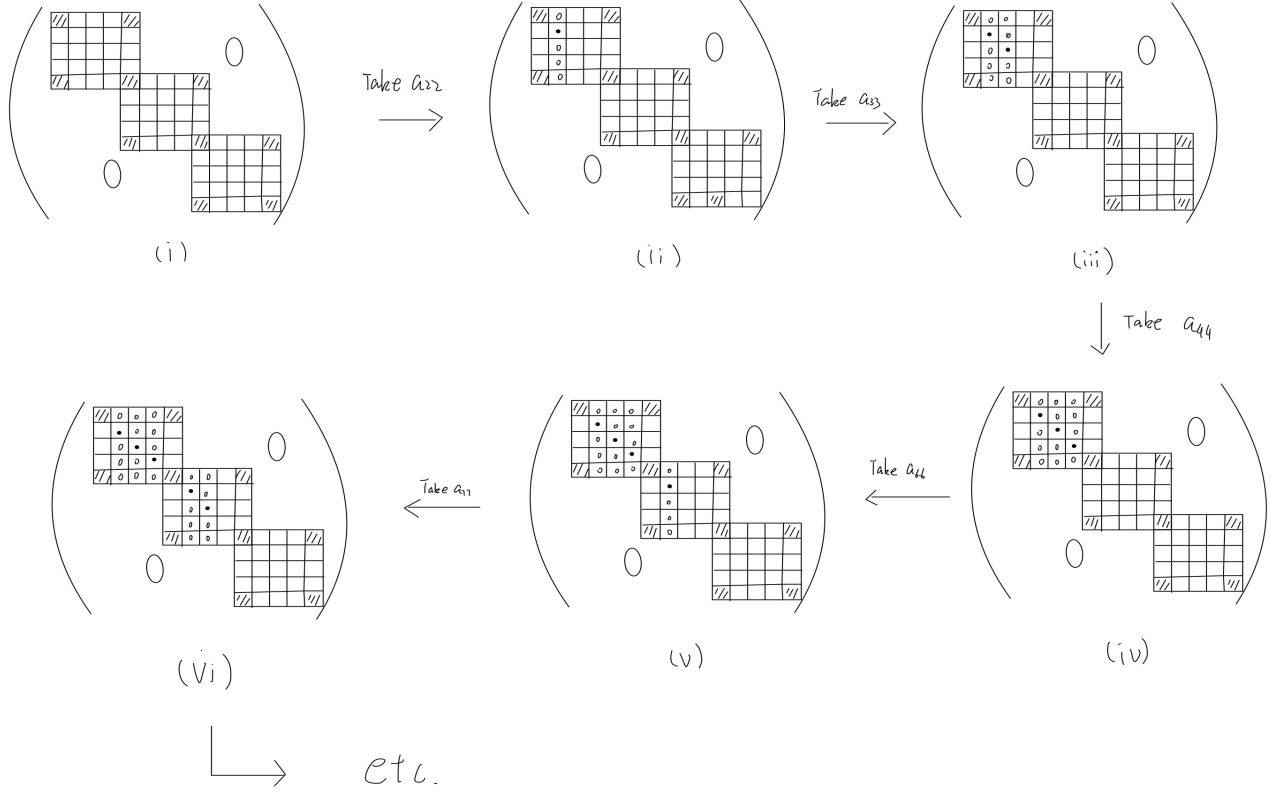 Take a₂₂
Take a₃₃
(i)
(ii)
(iii)
Take a₄₄
Take a₆₆
Take a₇₇
(vi)
(v)
(iv)
etc.